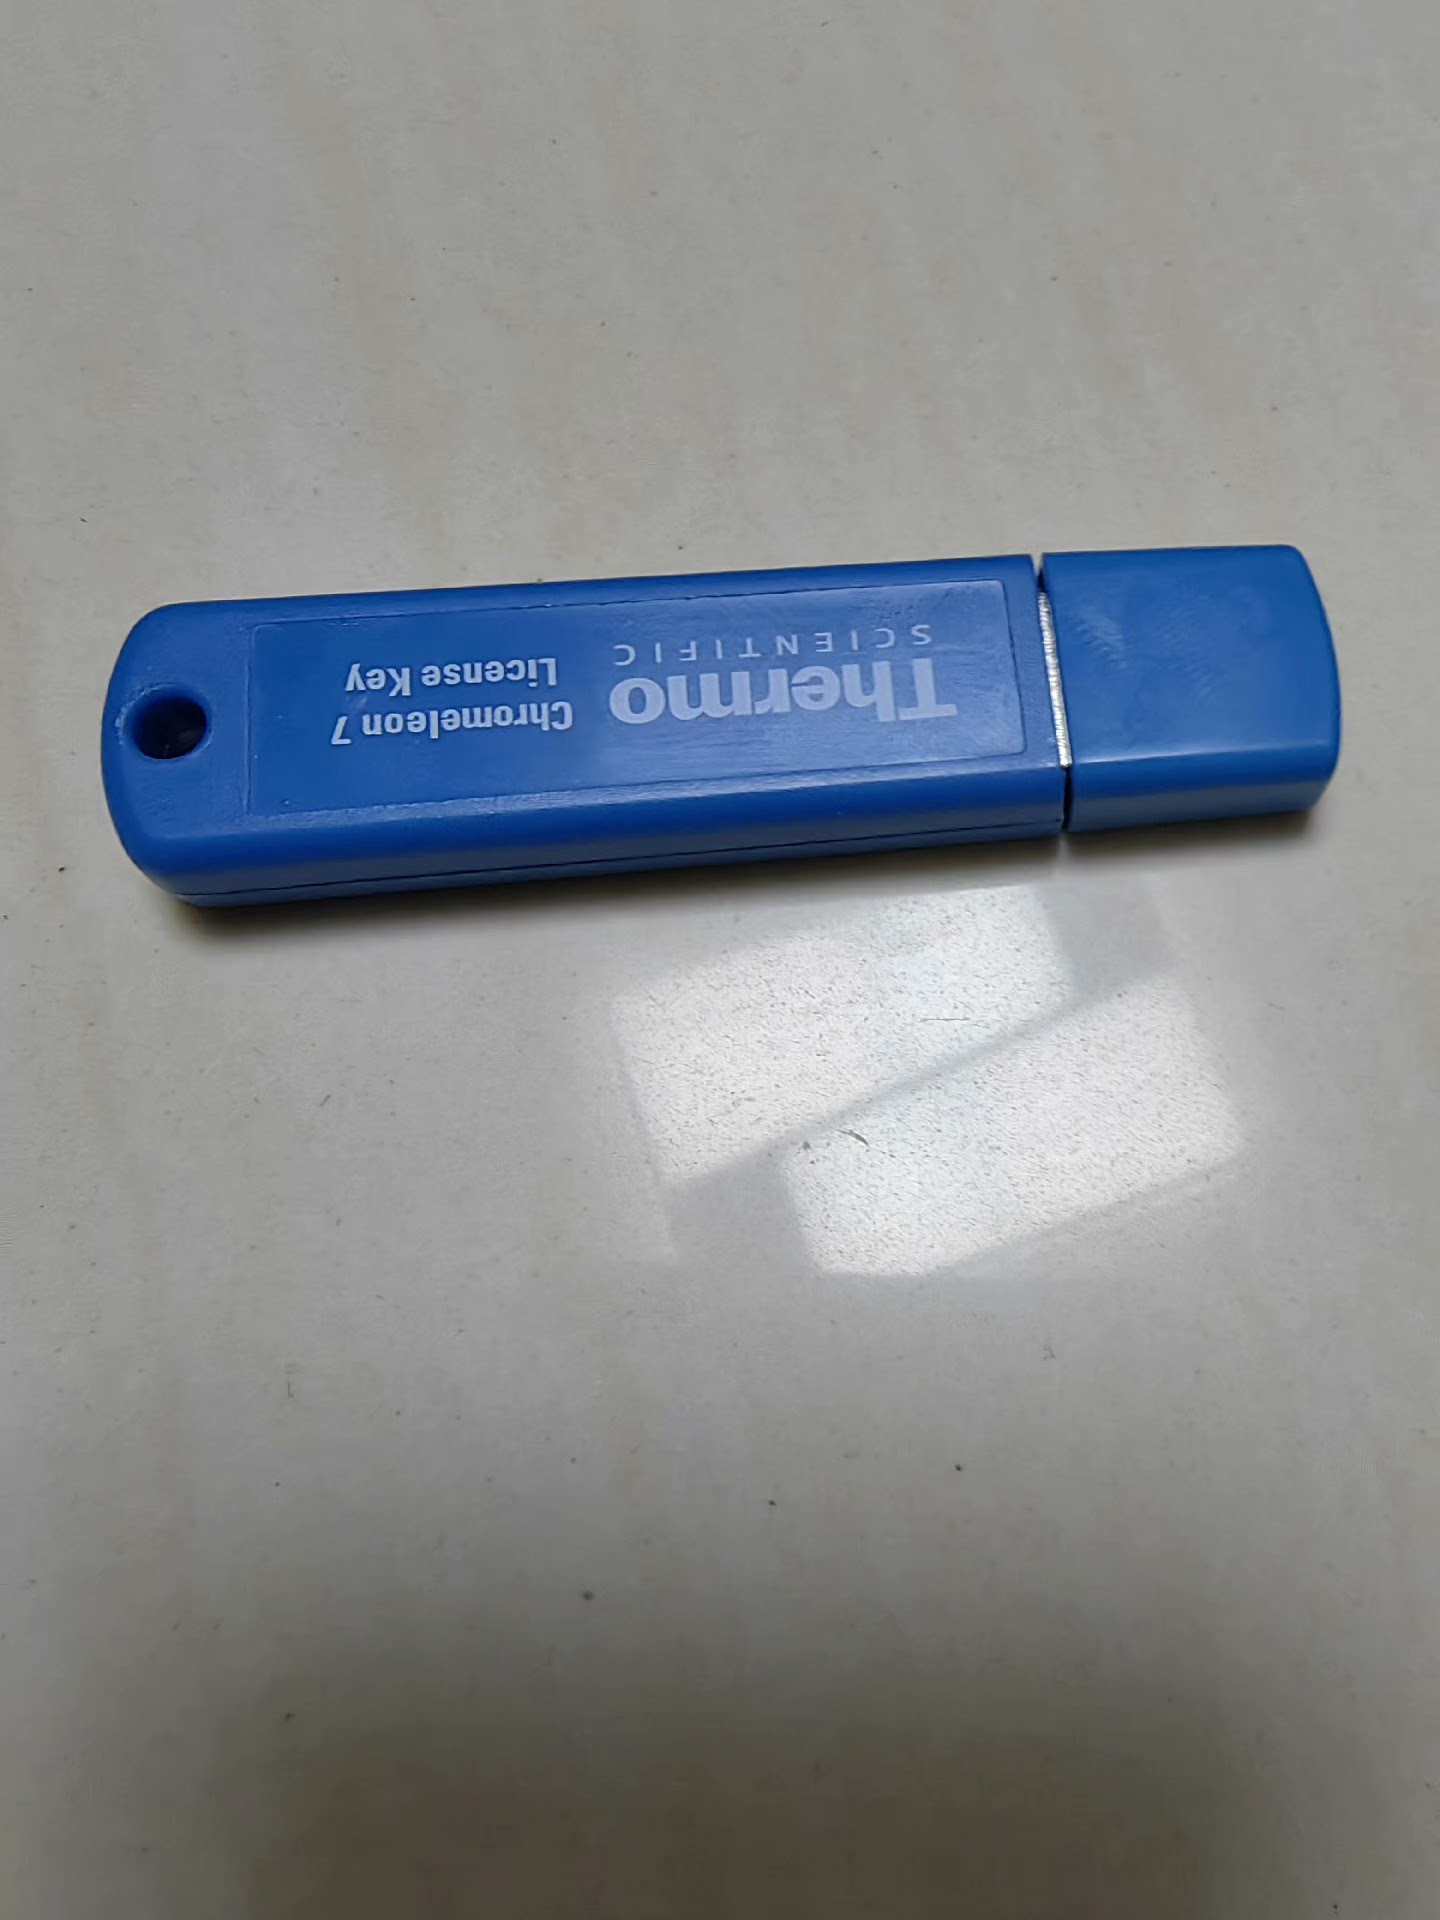 Thermo
SCIENTIFIC
Chromeleon 7
License Key